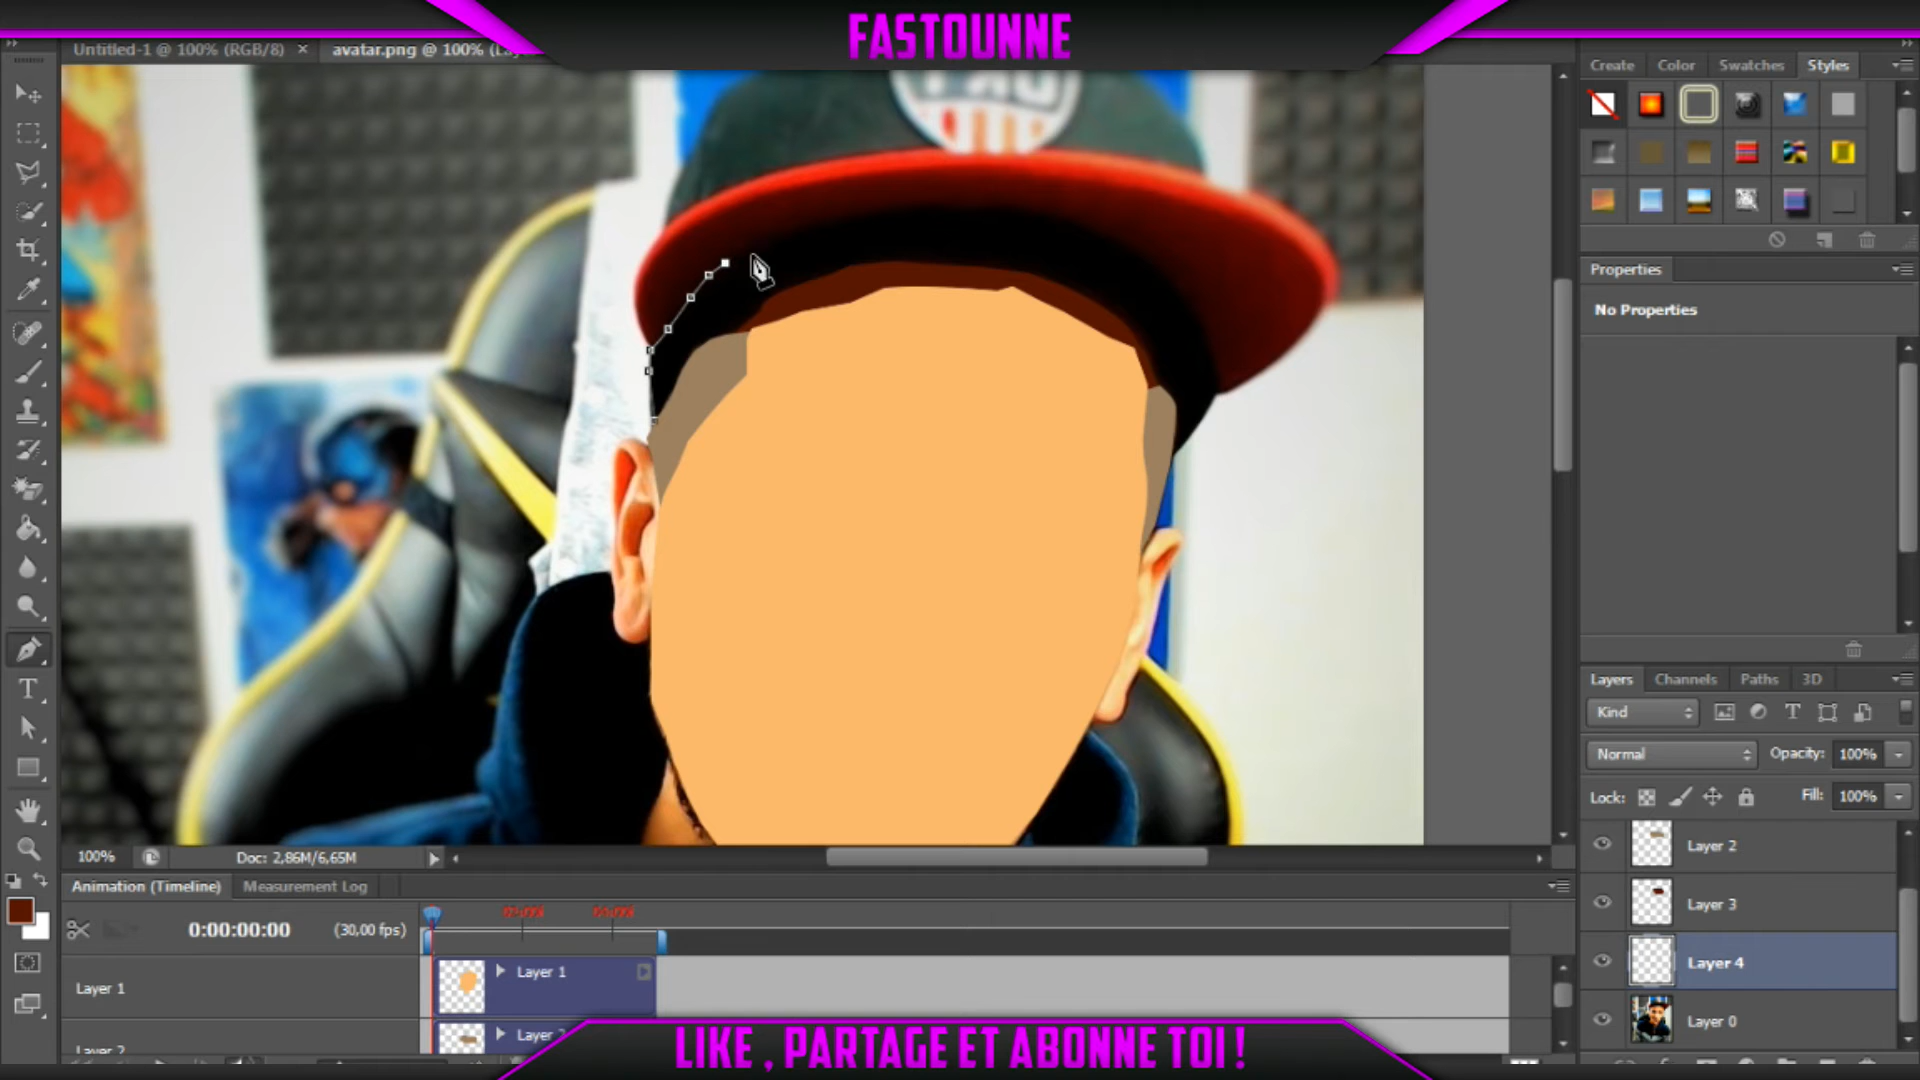 FASTOUNNE
Untitled-1 @ 100% (RGB/8) ×
avatar.png @ 100% (
Create Color Swatches Styles
Properties
No Properties
Layers Channels Paths 3D
Kind
Normal Opacity: 100%
Lock: Fill: 100%
Layer 2
Layer 3
Layer 4
Layer 0
100% Doc: 2,86M/6,65M
Animation (Timeline) Measurement Log
0:00:00:00 (30,00 fps)
Layer 1 Layer 1
Layer 2 Layer
LIKE , PARTAGE ET ABONNE TOI !